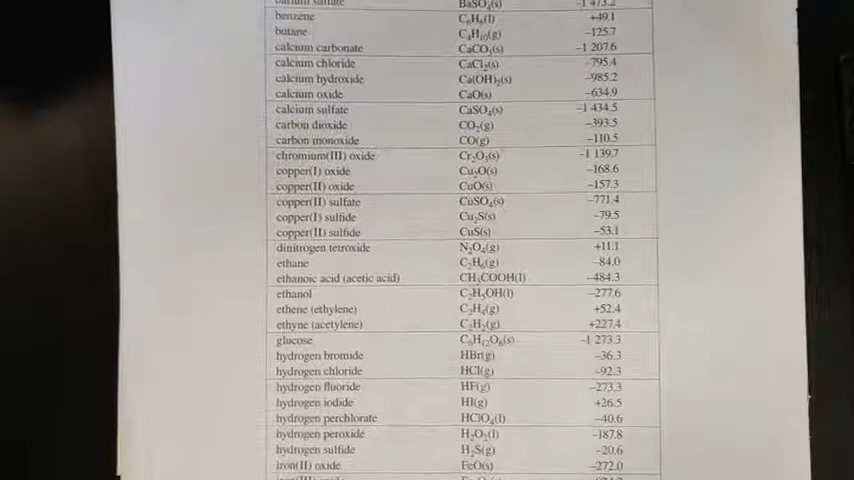 barium sulfate BaSO₄(s) −1 473.2
benzene C₆H₆(l) +49.1
butane C₄H₁₀(g) −125.7
calcium carbonate CaCO₃(s) −1 207.6
calcium chloride CaCl₂(s) −795.4
calcium hydroxide Ca(OH)₂(s) −985.2
calcium oxide CaO(s) −634.9
calcium sulfate CaSO₄(s) −1 434.5
carbon dioxide CO₂(g) −393.5
carbon monoxide CO(g) −110.5
chromium(III) oxide Cr₂O₃(s) −1 139.7
copper(I) oxide Cu₂O(s) −168.6
copper(II) oxide CuO(s) −157.3
copper(II) sulfate CuSO₄(s) −771.4
copper(I) sulfide Cu₂S(s) −79.5
copper(II) sulfide CuS(s) −53.1
dinitrogen tetroxide N₂O₄(g) +11.1
ethane C₂H₆(g) −84.0
ethanoic acid (acetic acid) CH₃COOH(l) −484.3
ethanol C₂H₅OH(l) −277.6
ethene (ethylene) C₂H₄(g) +52.4
ethyne (acetylene) C₂H₂(g) +227.4
glucose C₆H₁₂O₆(s) −1 273.3
hydrogen bromide HBr(g) −36.3
hydrogen chloride HCl(g) −92.3
hydrogen fluoride HF(g) −273.3
hydrogen iodide HI(g) +26.5
hydrogen perchlorate HClO₄(l) −40.6
hydrogen peroxide H₂O₂(l) −187.8
hydrogen sulfide H₂S(g) −20.6
iron(II) oxide FeO(s) −272.0